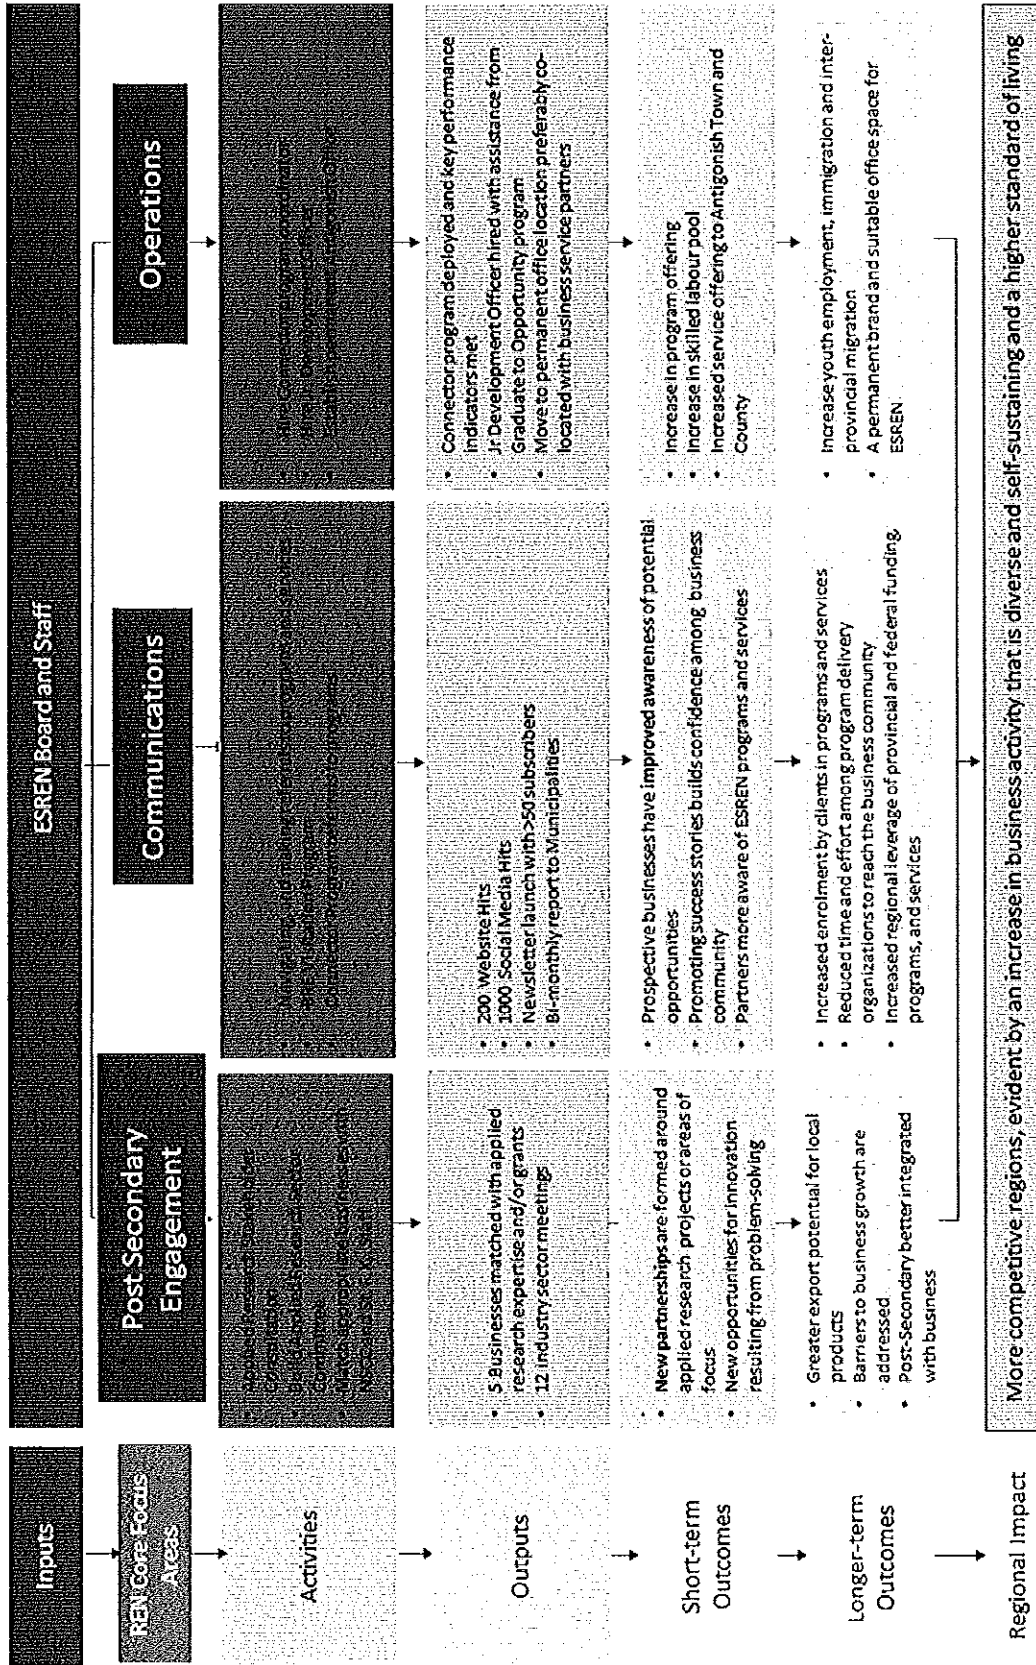 Inputs
ESREN Board and Staff
REN Core Focus
Areas
Post Secondary
Engagement
Communications
Operations
Activities
Outputs
• 5 Businesses matched with applied
research expertise and/or grants
• 12 industry sector meetings
• 200 Website Hits
• 1000 Social Media Hits
• Newsletter launch with >50 subscribers
• Bi-monthly report to Municipalities
• Connector program deployed and key performance
indicators met
• Jr Development Officer hired with assistance from
Graduate to Opportunity program
• Move to permanent office location preferably co-
located with business service partners
Short-term
Outcomes
• New partnerships are formed around
applied research projects or areas of
focus
• New opportunities for innovation
resulting from problem-solving
• Prospective businesses have improved awareness of potential
opportunities
• Promoting success stories builds confidence among business
community
• Partners more aware of ESREN programs and services
• Increase in program offering
• Increase in skilled labour pool
• Increased service offering to Antigonish Town and
County
Longer-term
Outcomes
• Greater export potential for local
products
• Barriers to business growth are
addressed
• Post-Secondary better integrated
with business
• Increased enrolment by clients in programs and services
• Reduced time and effort among program delivery
organizations to reach the business community
• Increased regional leverage of provincial and federal funding,
programs, and services
• Increase youth employment, immigration and inter-
provincial migration
• A permanent brand and suitable office space for
ESREN
Regional Impact
More competitive regions, evident by an increase in business activity that is diverse and self-sustaining and a higher standard of living